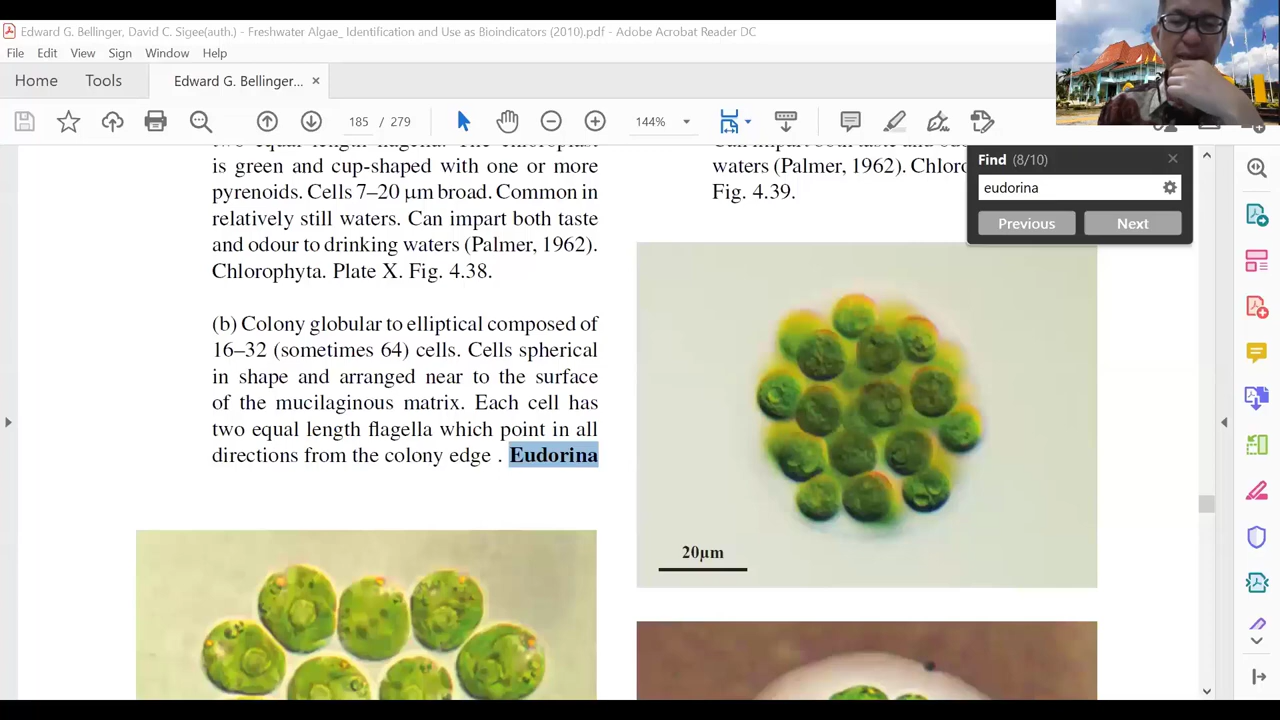 Edward G. Bellinger, David C. Sigee(auth.) - Freshwater Algae_ Identification and Use as Bioindicators (2010).pdf - Adobe Acrobat Reader DC
File Edit View Sign Window Help
Home Tools Edward G. Bellinger... ×
185 / 279 144%
Find (8/10)
eudorina
Previous Next
is green and cup-shaped with one or more
pyrenoids. Cells 7–20 μm broad. Common in
relatively still waters. Can impart both taste
and odour to drinking waters (Palmer, 1962).
Chlorophyta. Plate X. Fig. 4.38.
(b) Colony globular to elliptical composed of
16–32 (sometimes 64) cells. Cells spherical
in shape and arranged near to the surface
of the mucilaginous matrix. Each cell has
two equal length flagella which point in all
directions from the colony edge . Eudorina
waters (Palmer, 1962). Chloro
Fig. 4.39.
20μm